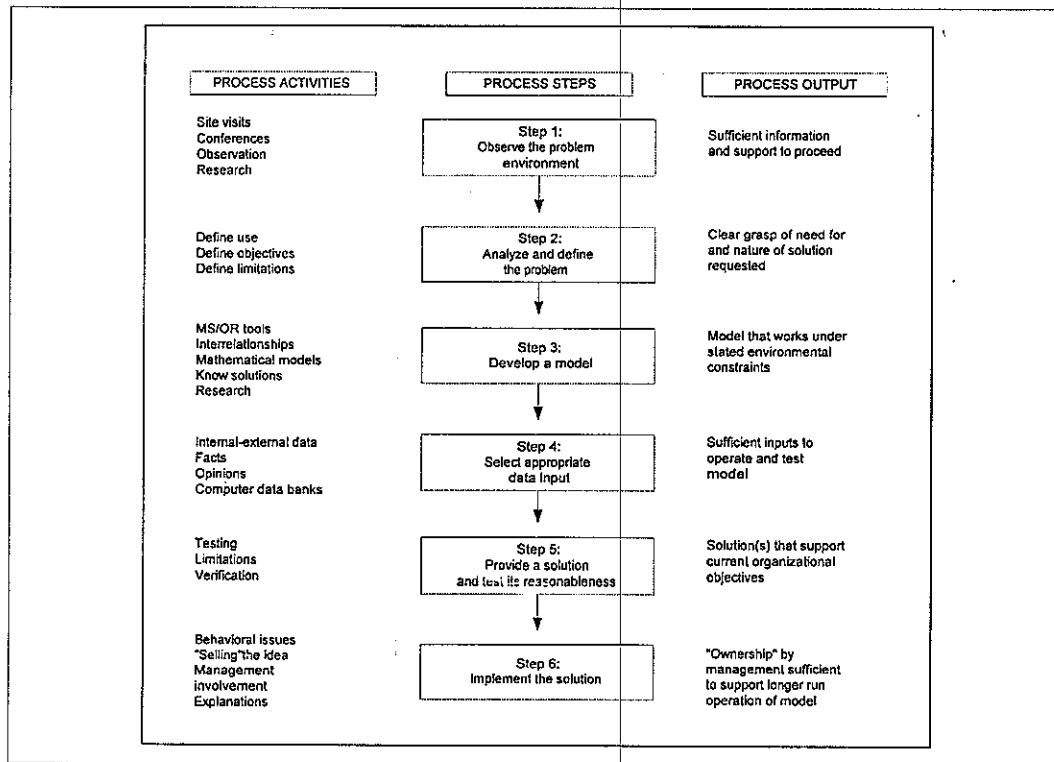 PROCESS ACTIVITIES
PROCESS STEPS
PROCESS OUTPUT
Site visits
Conferences
Observation
Research
Step 1:
Observe the problem
environment
Sufficient information
and support to proceed
Define use
Define objectives
Define limitations
Step 2:
Analyze and define
the problem
Clear grasp of need for
and nature of solution
requested
MS/OR tools
Interrelationships
Mathematical models
Know solutions
Research
Step 3:
Develop a model
Model that works under
stated environmental
constraints
Internal-external data
Facts
Opinions
Computer data banks
Step 4:
Select appropriate
data Input
Sufficient inputs to
operate and test
model
Testing
Limitations
Verification
Step 5:
Provide a solution
and test its reasonableness
Solution(s) that support
current organizational
objectives
Behavioral issues
"Selling"the idea
Management
involvement
Explanations
Step 6:
Implement the solution
"Ownership" by
management sufficient
to support longer run
operation of model